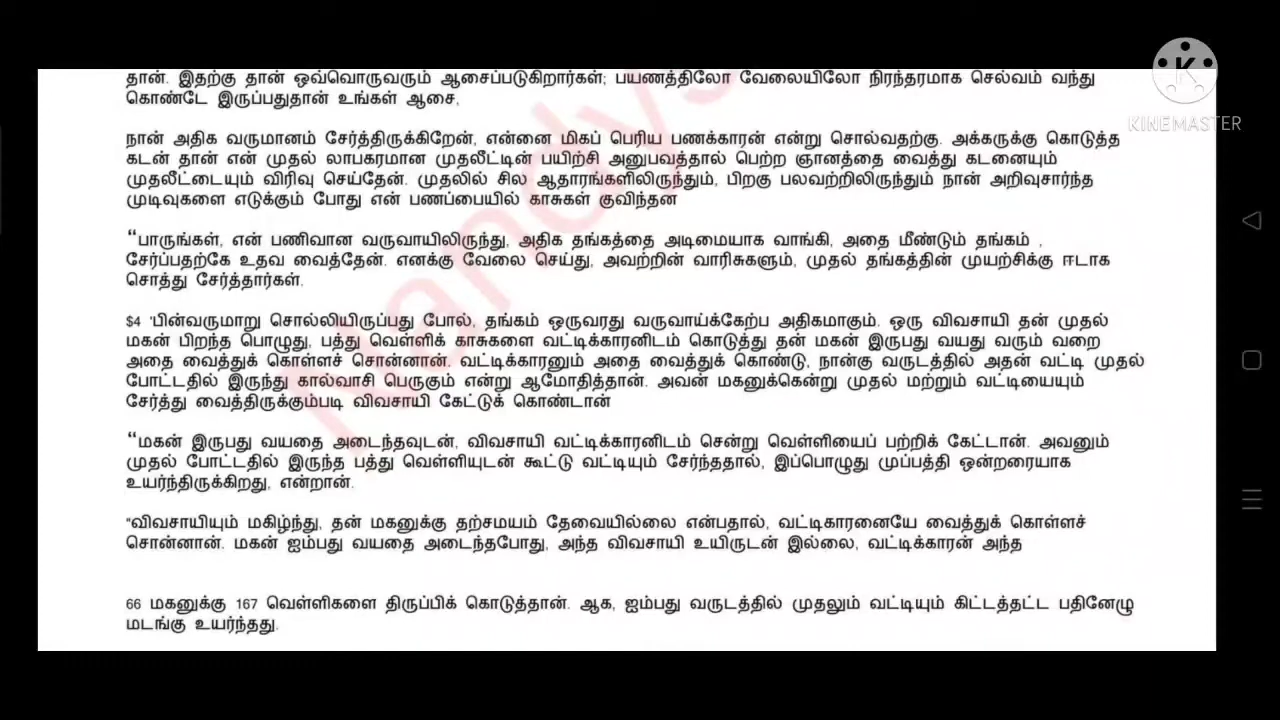 தான். இதற்கு தான் ஒவ்வொருவரும் ஆசைப்படுகிறார்கள்; பயணத்திலோ வேலையிலோ நிரந்தரமாக செல்வம் வந்து
கொண்டே இருப்பதுதான் உங்கள் ஆசை,
KINEMASTER
நான் அதிக வருமானம் சேர்த்திருக்கிறேன், என்னை மிகப் பெரிய பணக்காரன் என்று சொல்வதற்கு. அக்கருக்கு கொடுத்த
கடன் தான் என் முதல் லாபகரமான முதலீட்டின் பயிற்சி அனுபவத்தால் பெற்ற ஞானத்தை வைத்து கடனையும்
முதலீட்டையும் விரிவு செய்தேன். முதலில் சில ஆதாரங்களிலிருந்தும், பிறகு பலவற்றிலிருந்தும் நான் அறிவுசார்ந்த
முடிவுகளை எடுக்கும் போது என் பணப்பையில் காசுகள் குவிந்தன
“பாருங்கள், என் பணிவான வருவாயிலிருந்து, அதிக தங்கத்தை அடிமையாக வாங்கி, அதை மீண்டும் தங்கம் ,
சேர்ப்பதற்கே உதவ வைத்தேன். எனக்கு வேலை செய்து, அவற்றின் வாரிசுகளும், முதல் தங்கத்தின் முயற்சிக்கு ஈடாக
சொத்து சேர்த்தார்கள்.
$4 'பின்வருமாறு சொல்லியிருப்பது போல், தங்கம் ஒருவரது வருவாய்க்கேற்ப அதிகமாகும். ஒரு விவசாயி தன் முதல்
மகன் பிறந்த பொழுது, பத்து வெள்ளிக் காசுகளை வட்டிக்காரனிடம் கொடுத்து தன் மகன் இருபது வயது வரும் வறை
அதை வைத்துக் கொள்ளச் சொன்னான். வட்டிக்காரனும் அதை வைத்துக் கொண்டு, நான்கு வருடத்தில் அதன் வட்டி முதல்
போட்டதில் இருந்து கால்வாசி பெருகும் என்று ஆமோதித்தான். அவன் மகனுக்கென்று முதல் மற்றும் வட்டியையும்
சேர்த்து வைத்திருக்கும்படி விவசாயி கேட்டுக் கொண்டான்
“மகன் இருபது வயதை அடைந்தவுடன், விவசாயி வட்டிக்காரனிடம் சென்று வெள்ளியைப் பற்றிக் கேட்டான். அவனும்
முதல் போட்டதில் இருந்த பத்து வெள்ளியுடன் கூட்டு வட்டியும் சேர்ந்ததால், இப்பொழுது முப்பத்தி ஒன்றரையாக
உயர்ந்திருக்கிறது, என்றான்.
"விவசாயியும் மகிழ்ந்து, தன் மகனுக்கு தற்சமயம் தேவையில்லை என்பதால், வட்டிகாரனையே வைத்துக் கொள்ளச்
சொன்னான். மகன் ஐம்பது வயதை அடைந்தபோது, அந்த விவசாயி உயிருடன் இல்லை, வட்டிக்காரன் அந்த
66 மகனுக்கு 167 வெள்ளிகளை திருப்பிக் கொடுத்தான். ஆக, ஐம்பது வருடத்தில் முதலும் வட்டியும் கிட்டத்தட்ட பதினேழு
மடங்கு உயர்ந்தது.